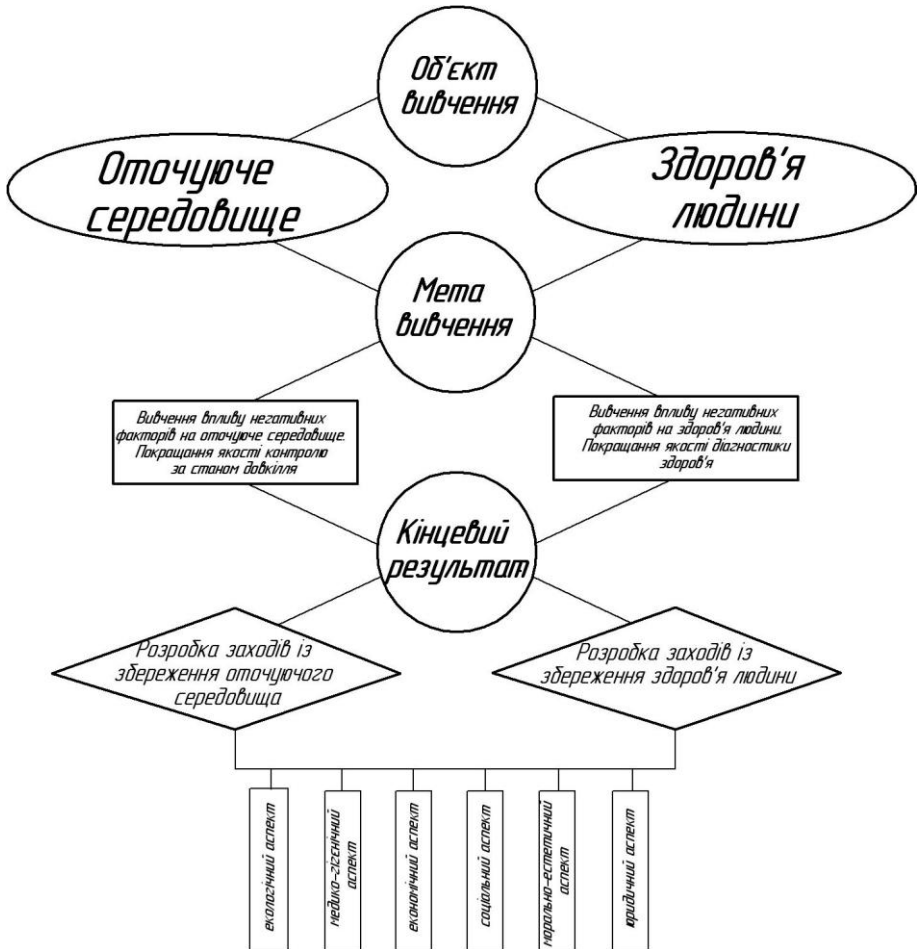 Об'єкт
вивчення
Оточуюче
середовище
Здоров'я
людини
Мета
вивчення
Вивчення впливу негативних
факторів на оточуюче середовище.
Покращання якості контролю
за станом довкілля
Вивчення впливу негативних
факторів на здоров'я людини.
Покращання якості діагностики
здоров'я
Кінцевий
результат
Розробка заходів із
збереження оточуючого
середовища
Розробка заходів із
збереження здоров'я людини
екологічний аспект
медико-гігієнічний
аспект
економічний аспект
соціальний аспект
морально-естетичний
аспект
юридичний аспект